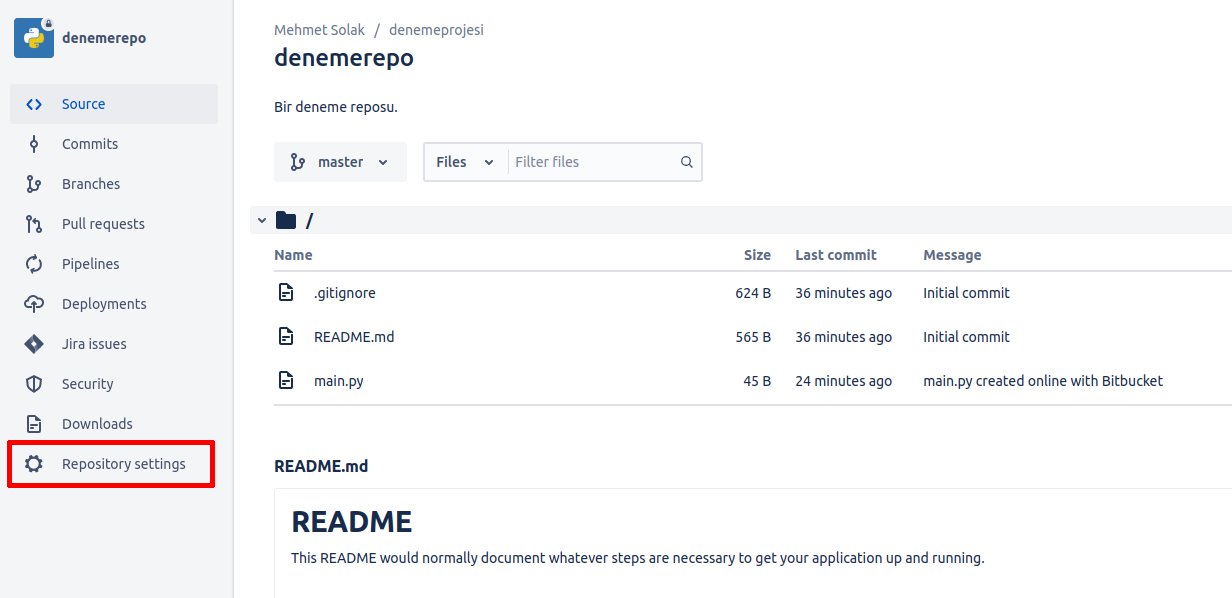 denemerepo
Source
Commits
Branches
Pull requests
Pipelines
Deployments
Jira issues
Security
Downloads
Repository settings
Mehmet Solak / denemeprojesi
denemerepo
Bir deneme reposu.
master Files Filter files
/
Name Size Last commit Message
.gitignore 624 B 36 minutes ago Initial commit
README.md 565 B 36 minutes ago Initial commit
main.py 45 B 24 minutes ago main.py created online with Bitbucket
README.md
README
This README would normally document whatever steps are necessary to get your application up and running.